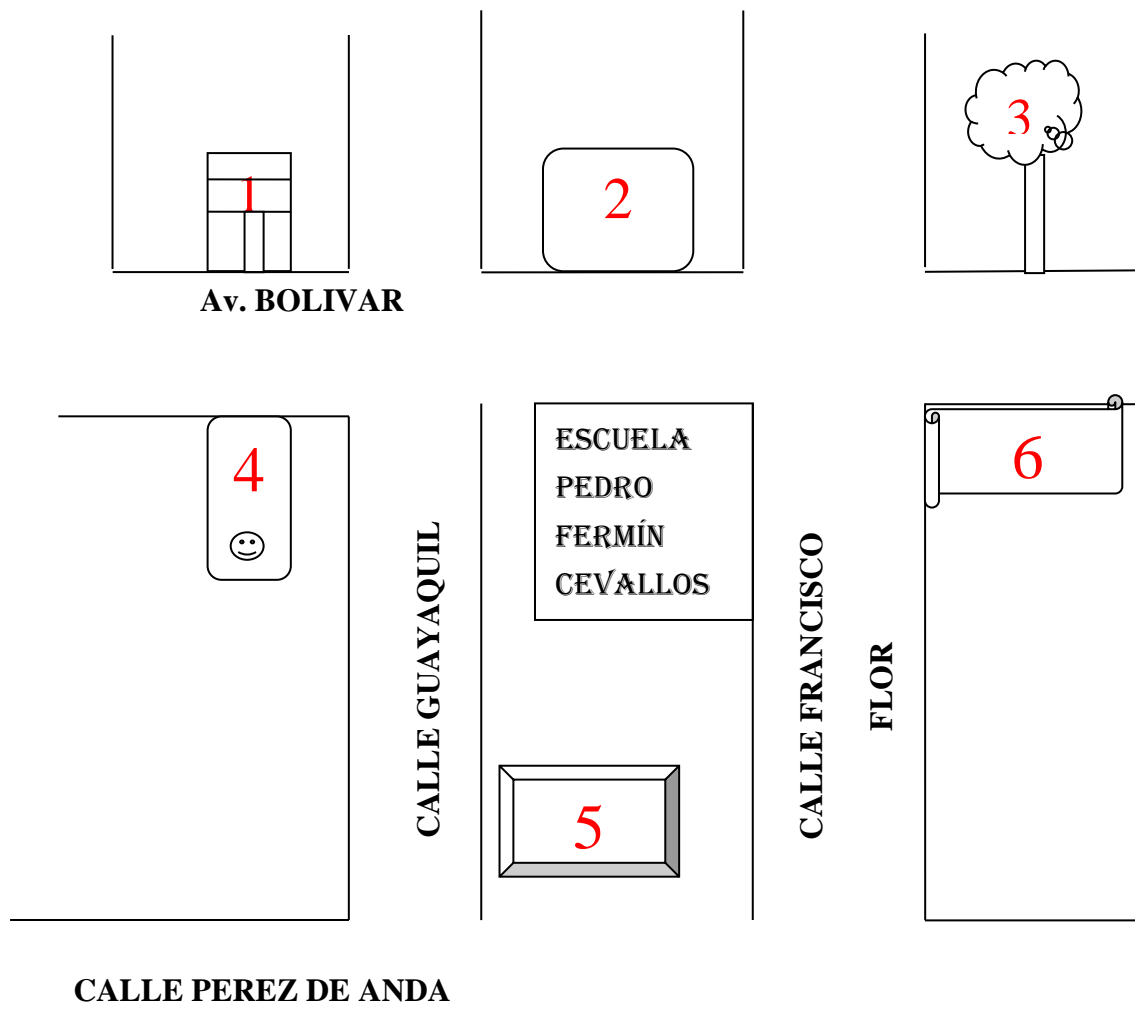 1
2
3
Av. BOLIVAR
4
ESCUELA
PEDRO
FERMÍN
CEVALLOS
6
CALLE GUAYAQUIL
CALLE FRANCISCO
FLOR
5
CALLE PEREZ DE ANDA